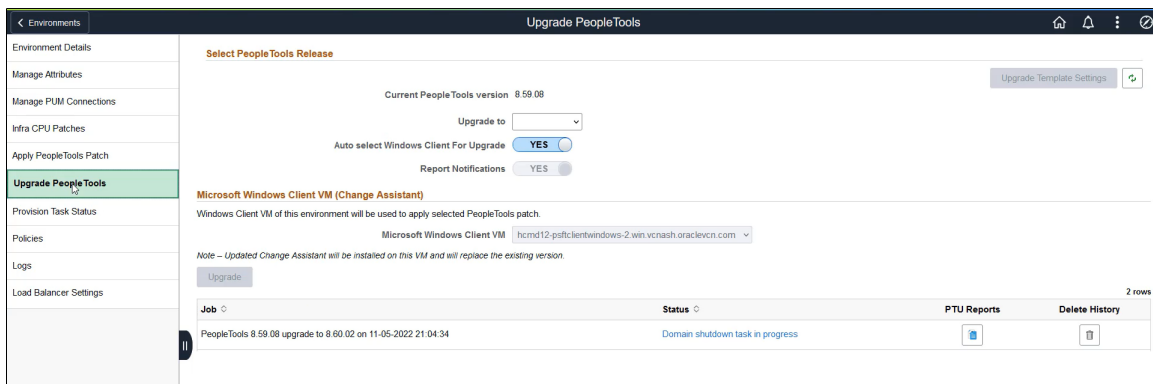 Environments
Upgrade PeopleTools
Environment Details
Manage Attributes
Manage PUM Connections
Infra CPU Patches
Apply PeopleTools Patch
Upgrade PeopleTools
Provision Task Status
Policies
Logs
Load Balancer Settings
Select PeopleTools Release
Upgrade Template Settings
Current PeopleTools version 8.59.08
Upgrade to
Auto select Windows Client For Upgrade YES
Report Notifications YES
Microsoft Windows Client VM (Change Assistant)
Windows Client VM of this environment will be used to apply selected PeopleTools patch.
Microsoft Windows Client VM hcmd12-psftclientwindows-2.win.vcnash.oraclevcn.com
Note – Updated Change Assistant will be installed on this VM and will replace the existing version.
Upgrade
2 rows
Job Status PTU Reports Delete History
PeopleTools 8.59.08 upgrade to 8.60.02 on 11-05-2022 21:04:34 Domain shutdown task in progress